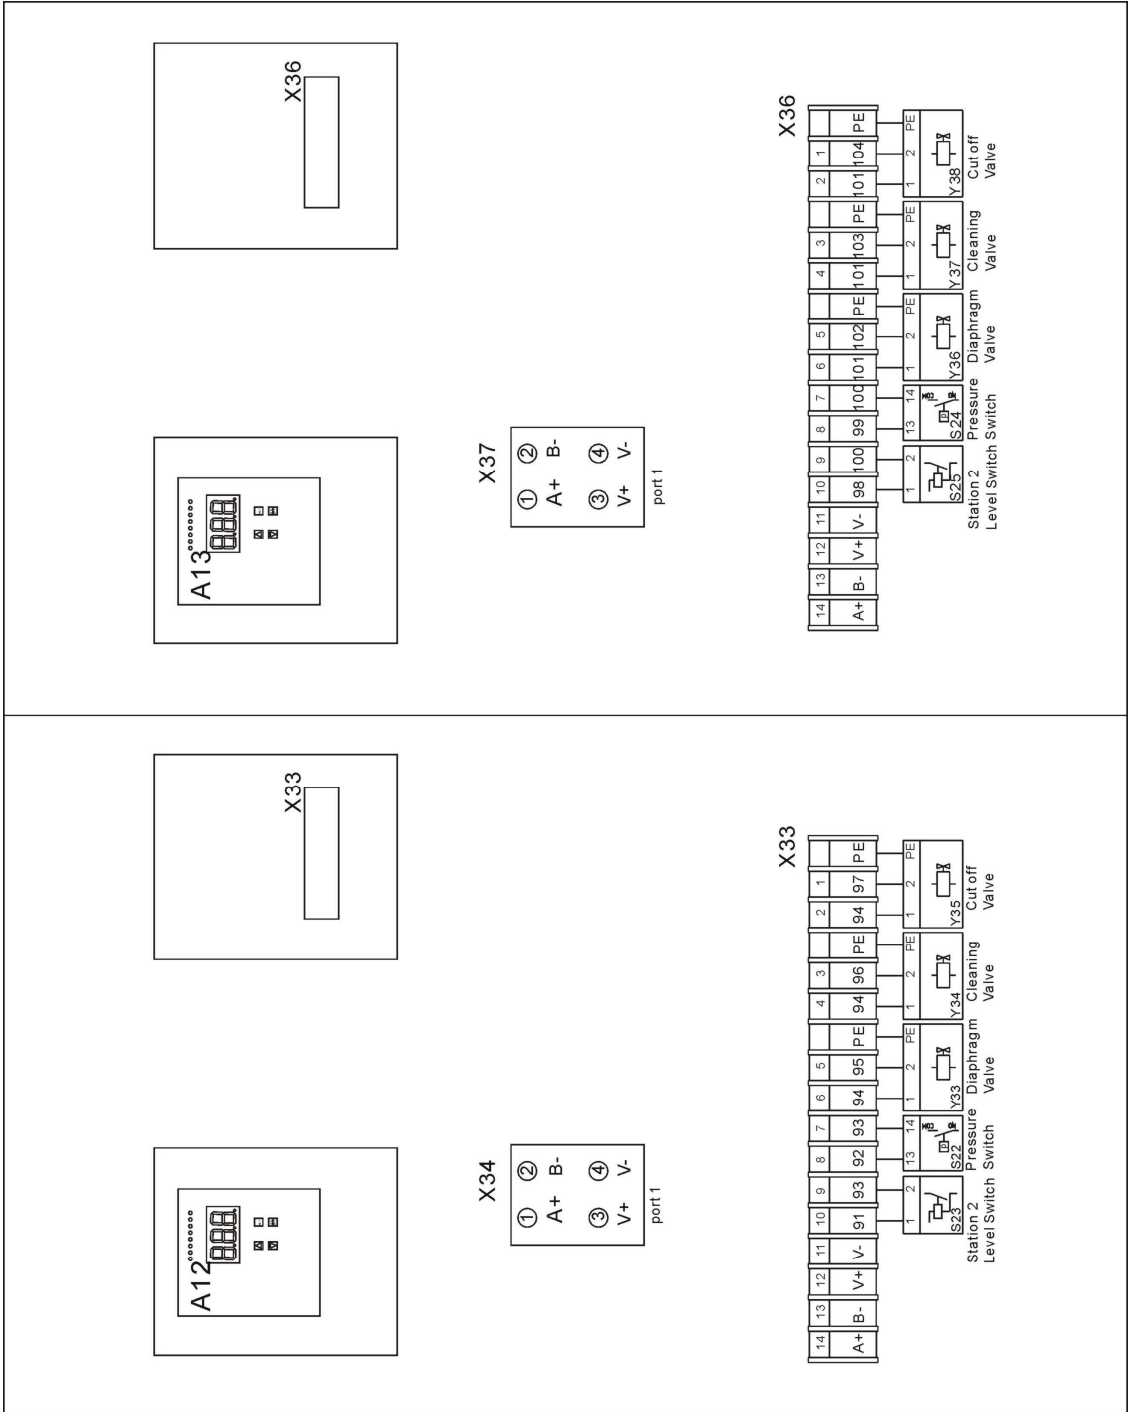 A12
888
X33
X34
① ②
A+ B-
③ ④
V+ V-
port 1
X33
14 13 12 11 10 9 8 7 6 5 4 3 2 1
A+ B- V+ V- 91 93 92 93 94 95 PE 94 96 PE 94 97 PE
1 2 13 14 1 2 PE 1 2 PE 1 2 PE
P
S23 S22 Y33 Y34 Y35
Station 2 Pressure Diaphragm Cleaning Cut off
Level Switch Switch Valve Valve Valve
A13
888
X36
X37
① ②
A+ B-
③ ④
V+ V-
port 1
X36
14 13 12 11 10 9 8 7 6 5 4 3 2 1
A+ B- V+ V- 98 100 99 100 101 102 PE 101 103 PE 101 104 PE
1 2 13 14 1 2 PE 1 2 PE 1 2 PE
P
S25 S24 Y36 Y37 Y38
Station 2 Pressure Diaphragm Cleaning Cut off
Level Switch Switch Valve Valve Valve